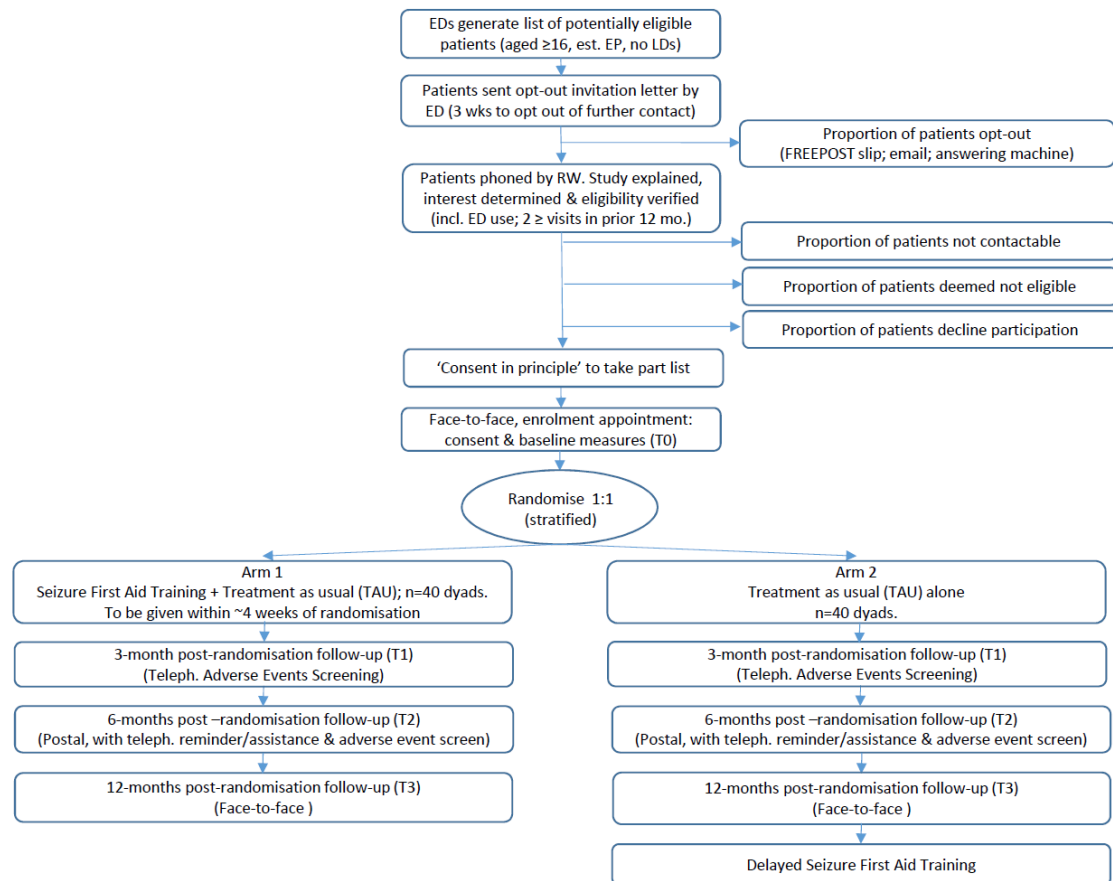 EDs generate list of potentially eligible
patients (aged ≥16, est. EP, no LDs)
Patients sent opt-out invitation letter by
ED (3 wks to opt out of further contact)
Proportion of patients opt-out
(FREEPOST slip; email; answering machine)
Patients phoned by RW. Study explained,
interest determined & eligibility verified
(incl. ED use; 2 ≥ visits in prior 12 mo.)
Proportion of patients not contactable
Proportion of patients deemed not eligible
Proportion of patients decline participation
‘Consent in principle’ to take part list
Face-to-face, enrolment appointment:
consent & baseline measures (T0)
Randomise 1:1
(stratified)
Arm 1
Seizure First Aid Training + Treatment as usual (TAU); n=40 dyads.
To be given within ~4 weeks of randomisation
3-month post-randomisation follow-up (T1)
(Teleph. Adverse Events Screening)
6-months post –randomisation follow-up (T2)
(Postal, with teleph. reminder/assistance & adverse event screen)
12-months post-randomisation follow-up (T3)
(Face-to-face )
Arm 2
Treatment as usual (TAU) alone
n=40 dyads.
3-month post-randomisation follow-up (T1)
(Teleph. Adverse Events Screening)
6-months post –randomisation follow-up (T2)
(Postal, with teleph. reminder/assistance & adverse event screen)
12-months post-randomisation follow-up (T3)
(Face-to-face )
Delayed Seizure First Aid Training